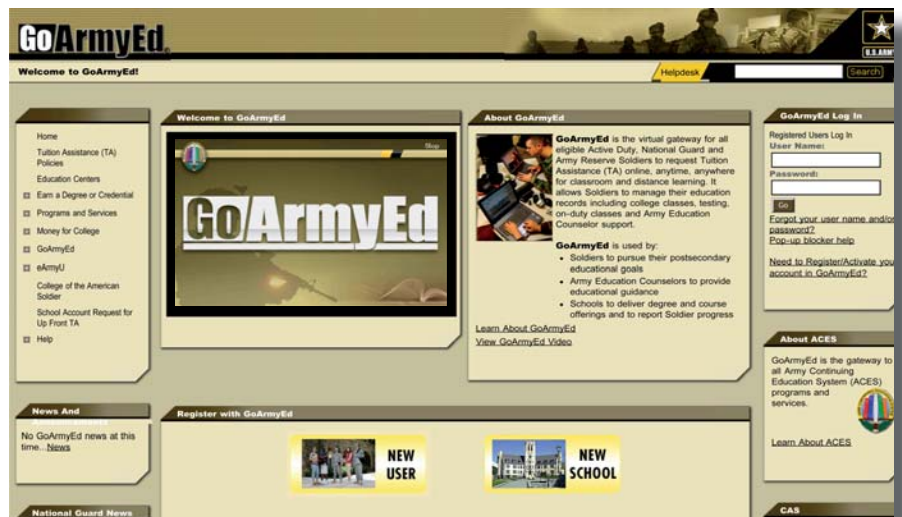 GoArmyEd.
U.S.ARMY
Welcome to GoArmyEd!
Helpdesk
Search
Home
Tuition Assistance (TA)
Policies
Education Centers
Earn a Degree or Credential
Programs and Services
Money for College
GoArmyEd
eArmyU
College of the American
Soldier
School Account Request for
Up Front TA
Help
News And
Announcements
No GoArmyEd news at this
time...News
National Guard News
Welcome to GoArmyEd
Stop
GoArmyEd
About GoArmyEd
GoArmyEd is the virtual gateway for all
eligible Active Duty, National Guard and
Army Reserve Soldiers to request Tuition
Assistance (TA) online, anytime, anywhere
for classroom and distance learning. It
allows Soldiers to manage their education
records including college classes, testing,
on-duty classes and Army Education
Counselor support.
GoArmyEd is used by:
• Soldiers to pursue their postsecondary
educational goals
• Army Education Counselors to provide
educational guidance
• Schools to deliver degree and course
offerings and to report Soldier progress
Learn About GoArmyEd
View GoArmyEd Video
Register with GoArmyEd
NEW
USER
NEW
SCHOOL
GoArmyEd Log In
Registered Users Log In
User Name:
Password:
Go
Forgot your user name and/or
password?
Pop-up blocker help
Need to Register/Activate you
account in GoArmyEd?
About ACES
GoArmyEd is the gateway to
all Army Continuing
Education System (ACES)
programs and
services.
Learn About ACES
CAS